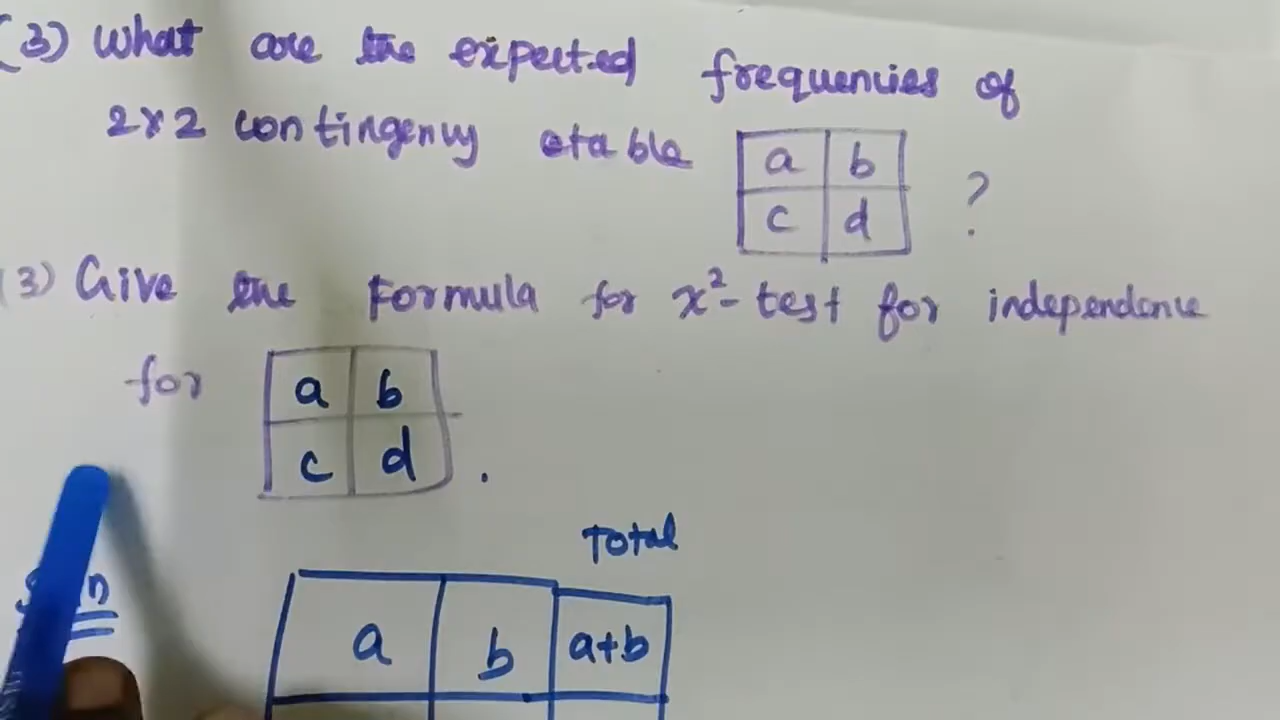 (3) What are the expected frequencies of
2x2 contingency table
a b
c d
?
(3) Give the Formula for x²- test for independence
for
a b
c d
.
Total
a b a+b